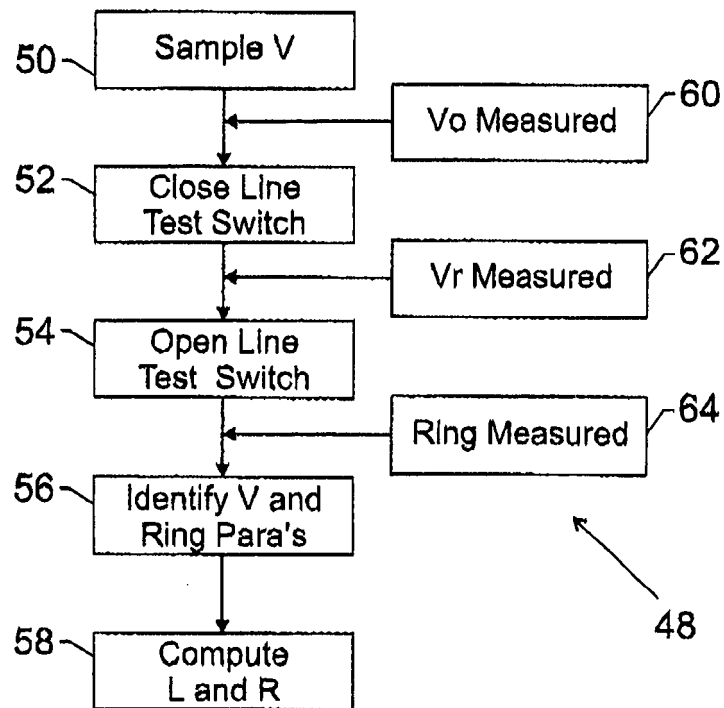 50
Sample V
Vo Measured
60
52
Close Line
Test Switch
Vr Measured
62
54
Open Line
Test Switch
Ring Measured
64
56
Identify V and
Ring Para's
48
58
Compute
L and R